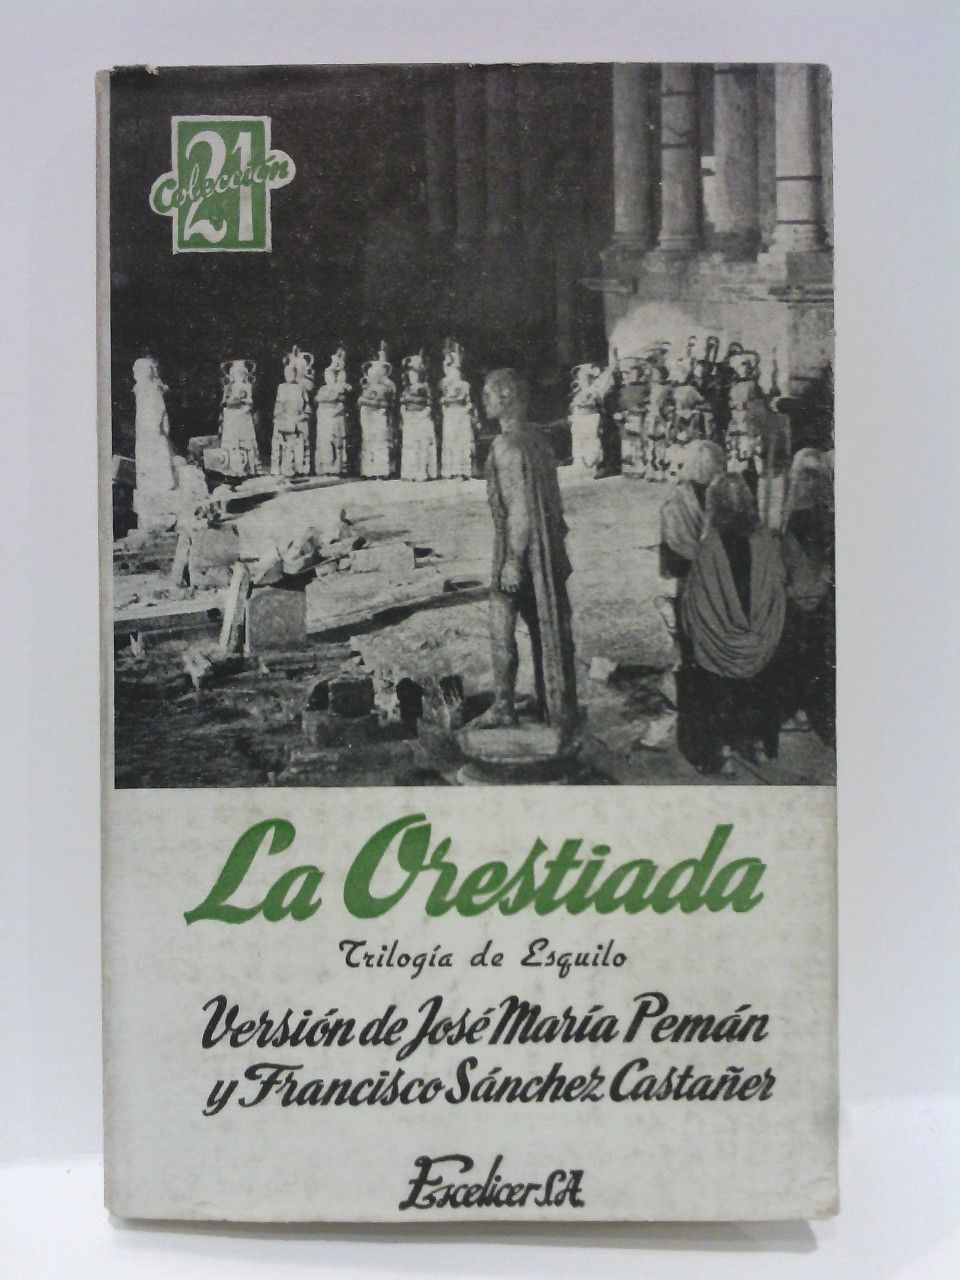 Colección
21
La Orestiada
Trilogía de Esquilo
Versión de José María Pemán
y Francisco Sánchez Castañer
Escelicer S.A.